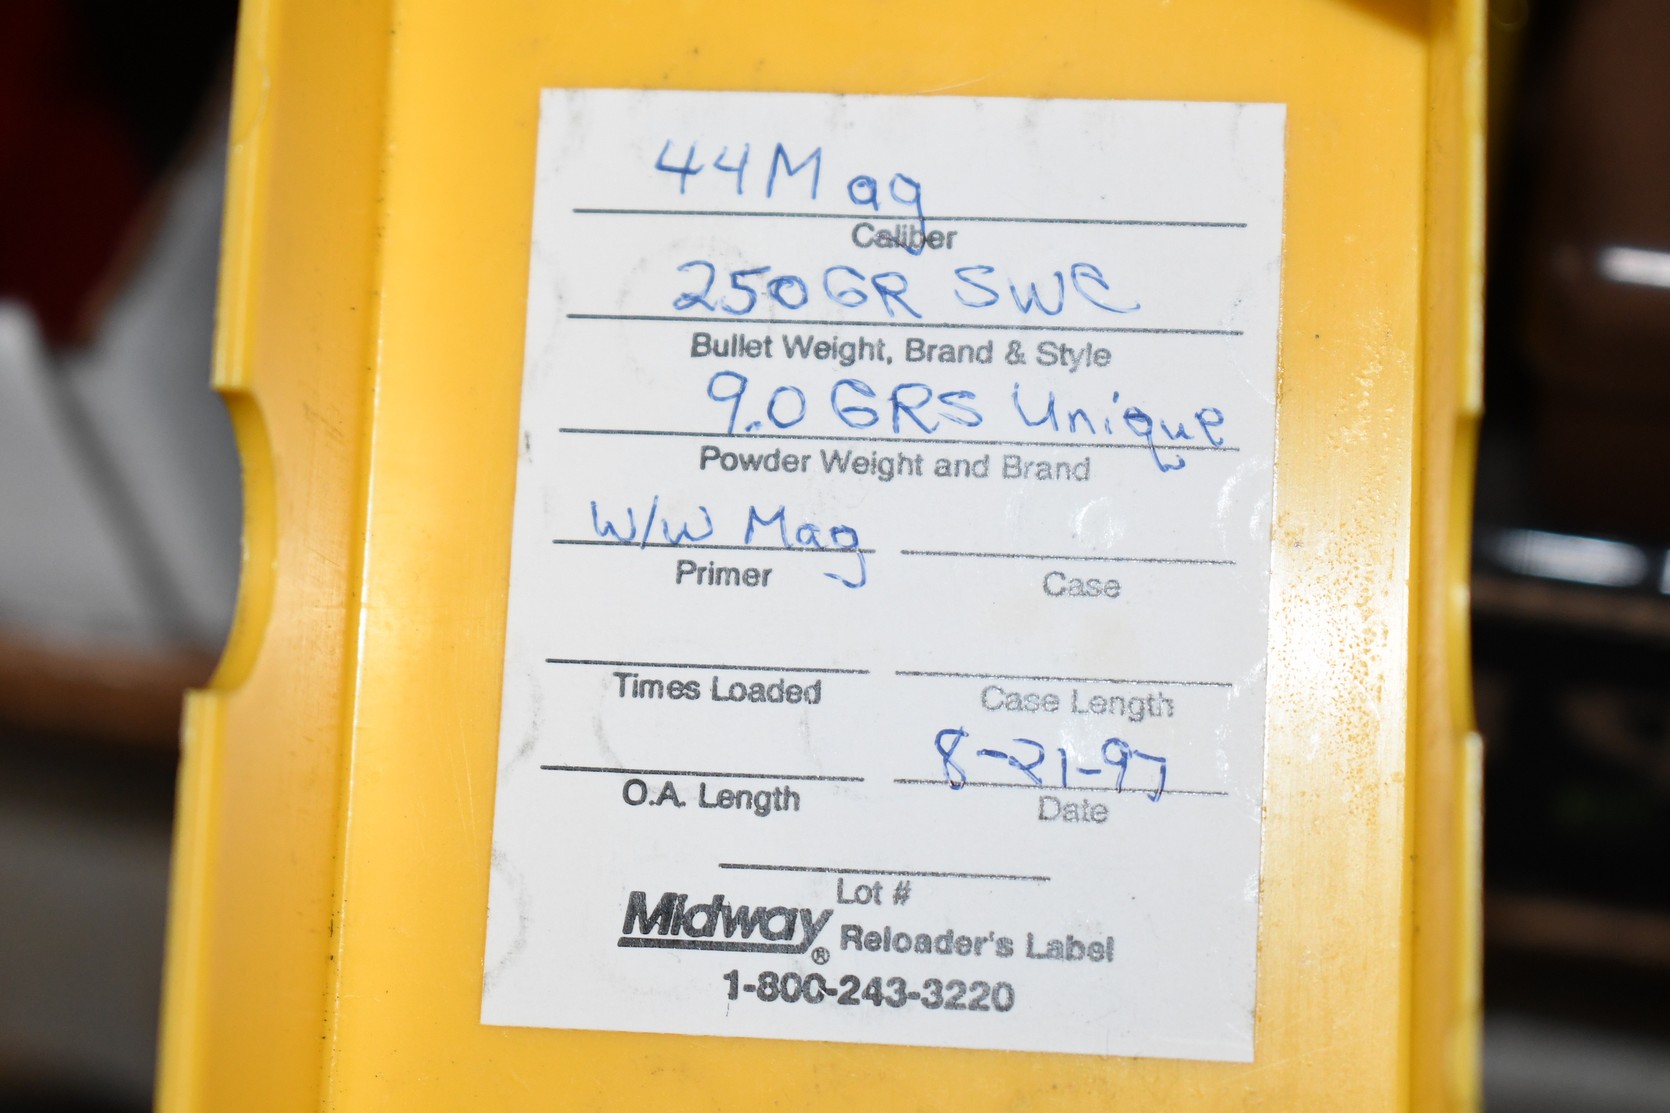 44 Mag
Caliber
250 GR SWC
Bullet Weight, Brand & Style
9.0 GRS Unique
Powder Weight and Brand
W/W Mag
Primer Case
Times Loaded Case Length
8-21-97
O.A. Length Date
Lot #
Midway® Reloader's Label
1-800-243-3220